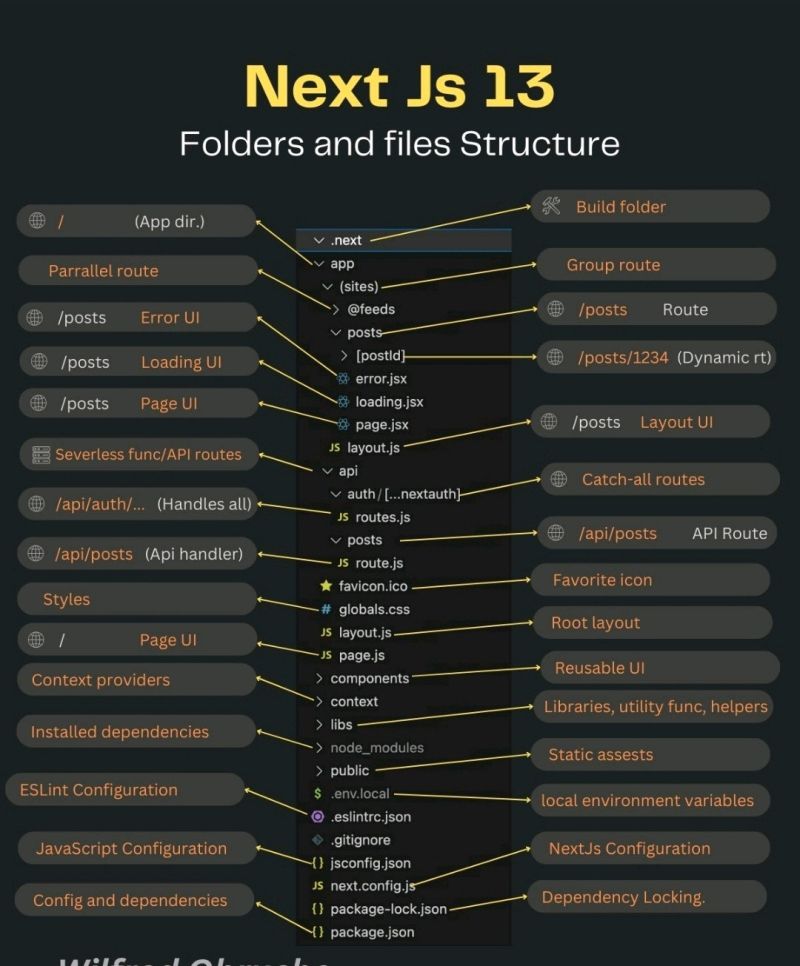 Next Js 13
Folders and files Structure
/ (App dir.)
Parrallel route
/posts Error UI
/posts Loading UI
/posts Page UI
Severless func/API routes
/api/auth/... (Handles all)
/api/posts (Api handler)
Styles
/ Page UI
Context providers
Installed dependencies
ESLint Configuration
JavaScript Configuration
Config and dependencies
.next
app
(sites)
@feeds
posts
[postId]
error.jsx
loading.jsx
page.jsx
JS layout.js
api
auth/[...nextauth]
JS routes.js
posts
JS route.js
favicon.ico
# globals.css
JS layout.js
JS page.js
components
context
libs
node_modules
public
$ .env.local
.eslintrc.json
.gitignore
{} jsconfig.json
JS next.config.js
{} package-lock.json
{} package.json
Build folder
Group route
/posts Route
/posts/1234 (Dynamic rt)
/posts Layout UI
Catch-all routes
/api/posts API Route
Favorite icon
Root layout
Reusable UI
Libraries, utility func, helpers
Static assests
local environment variables
NextJs Configuration
Dependency Locking.
Wilfred